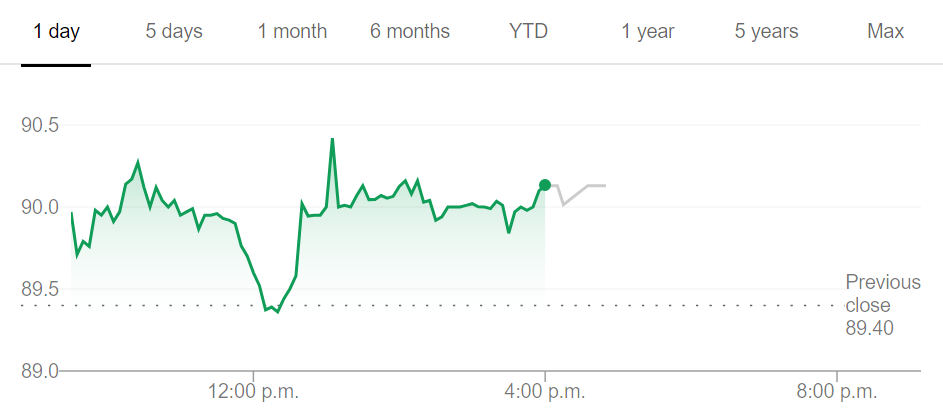 1 day 5 days 1 month 6 months YTD 1 year 5 years Max
90.5
90.0
89.5
Previous
close
89.40
89.0
12:00 p.m. 4:00 p.m. 8:00 p.m.